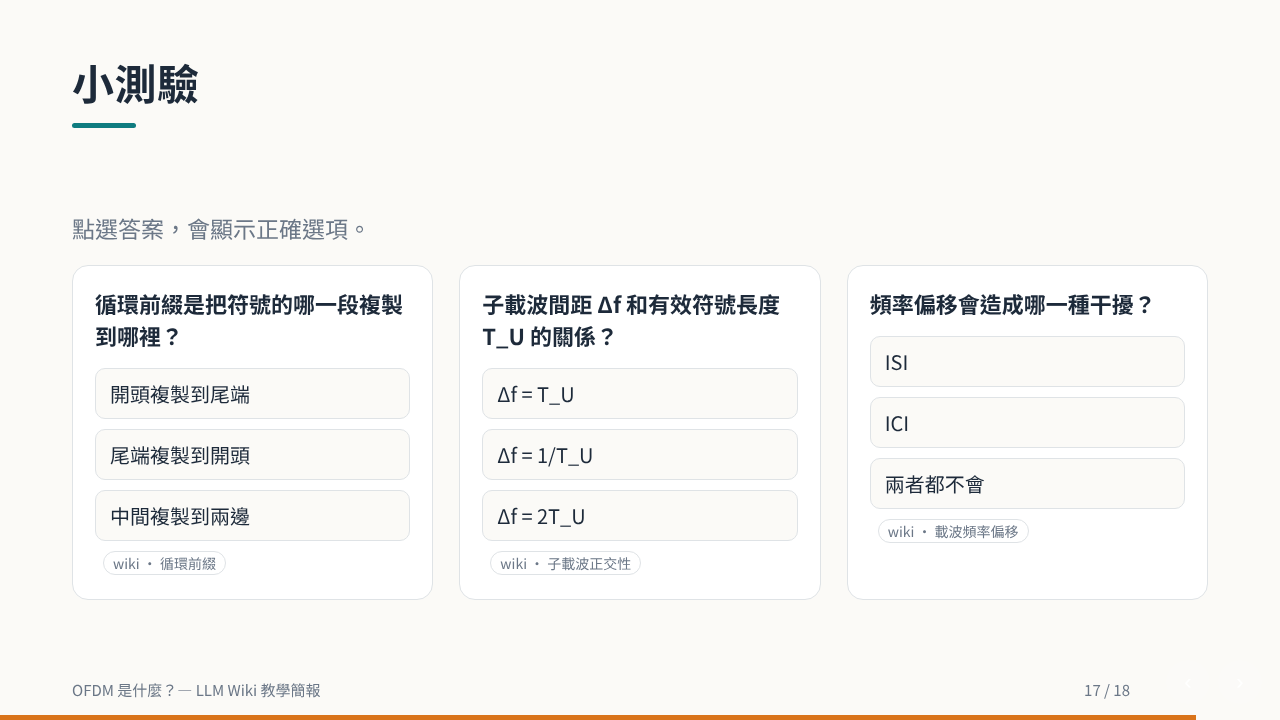 小測驗
點選答案，會顯示正確選項。
循環前綴是把符號的哪一段複製
到哪裡？
開頭複製到尾端
尾端複製到開頭
中間複製到兩邊
wiki · 循環前綴
子載波間距 Δf 和有效符號長度
T_U 的關係？
Δf = T_U
Δf = 1/T_U
Δf = 2T_U
wiki · 子載波正交性
頻率偏移會造成哪一種干擾？
ISI
ICI
兩者都不會
wiki · 載波頻率偏移
OFDM 是什麼？— LLM Wiki 教學簡報
17 / 18